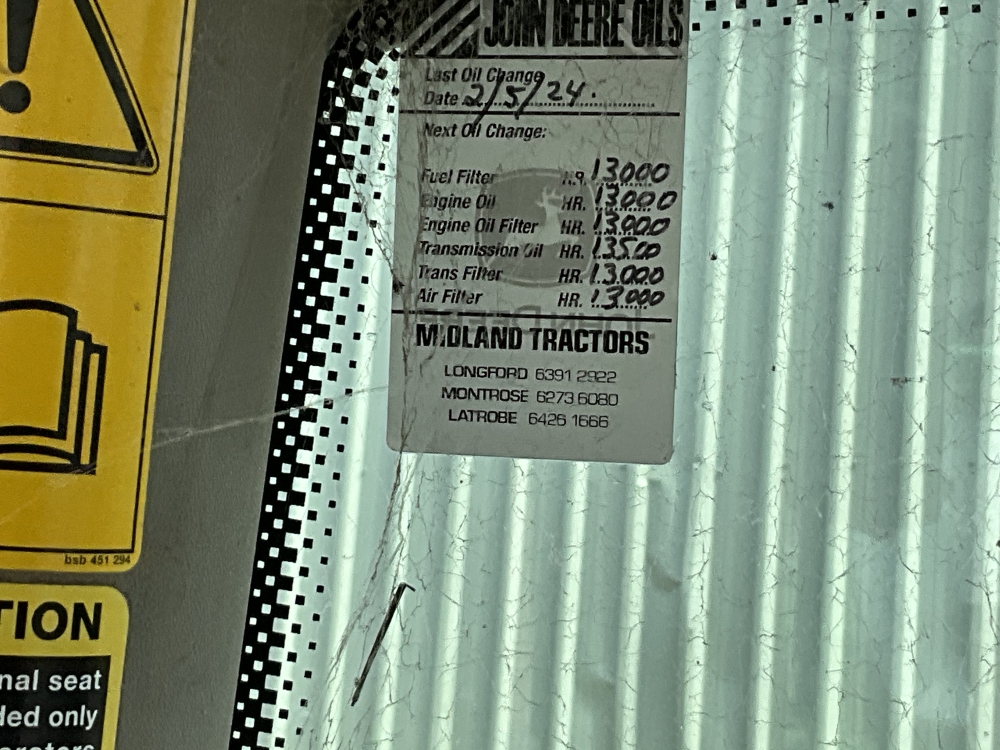 JOHN DEERE OILS
Last Oil Change
Date 2/5/24.
Next Oil Change:
Fuel Filter HR. 13000
Engine Oil HR. 13000
Engine Oil Filter HR. 13000
Transmission Oil HR. 13500
Trans Filter HR. 13000
Air Filter HR. 13000
MIDLAND TRACTORS
LONGFORD 6391 2922
MONTROSE 6273 6080
LATROBE 6426 1666
bsb 451 294
TION
nal seat
ded only